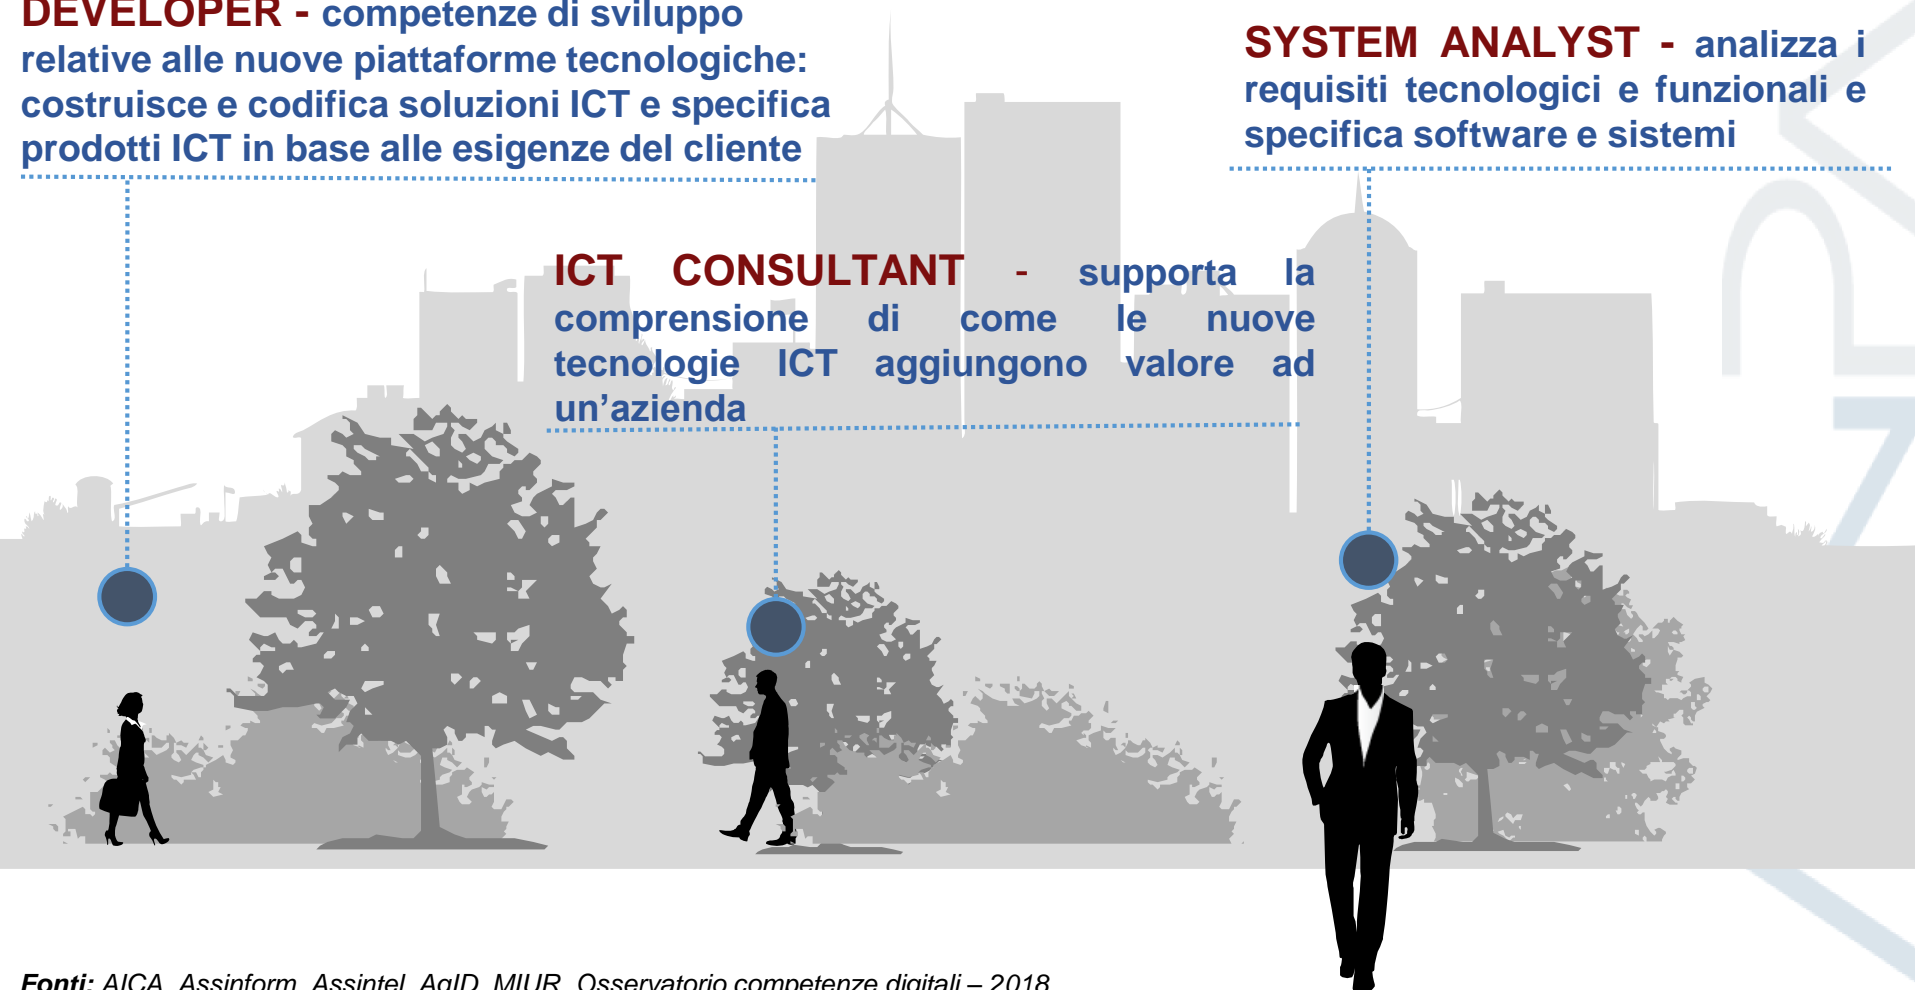 DEVELOPER - competenze di sviluppo
relative alle nuove piattaforme tecnologiche:
costruisce e codifica soluzioni ICT e specifica
prodotti ICT in base alle esigenze del cliente
SYSTEM ANALYST - analizza i
requisiti tecnologici e funzionali e
specifica software e sistemi
ICT CONSULTANT - supporta la
comprensione di come le nuove
tecnologie ICT aggiungono valore ad
un’azienda
Fonti: AICA, Assinform, Assintel, AgID, MIUR, Osservatorio competenze digitali – 2018